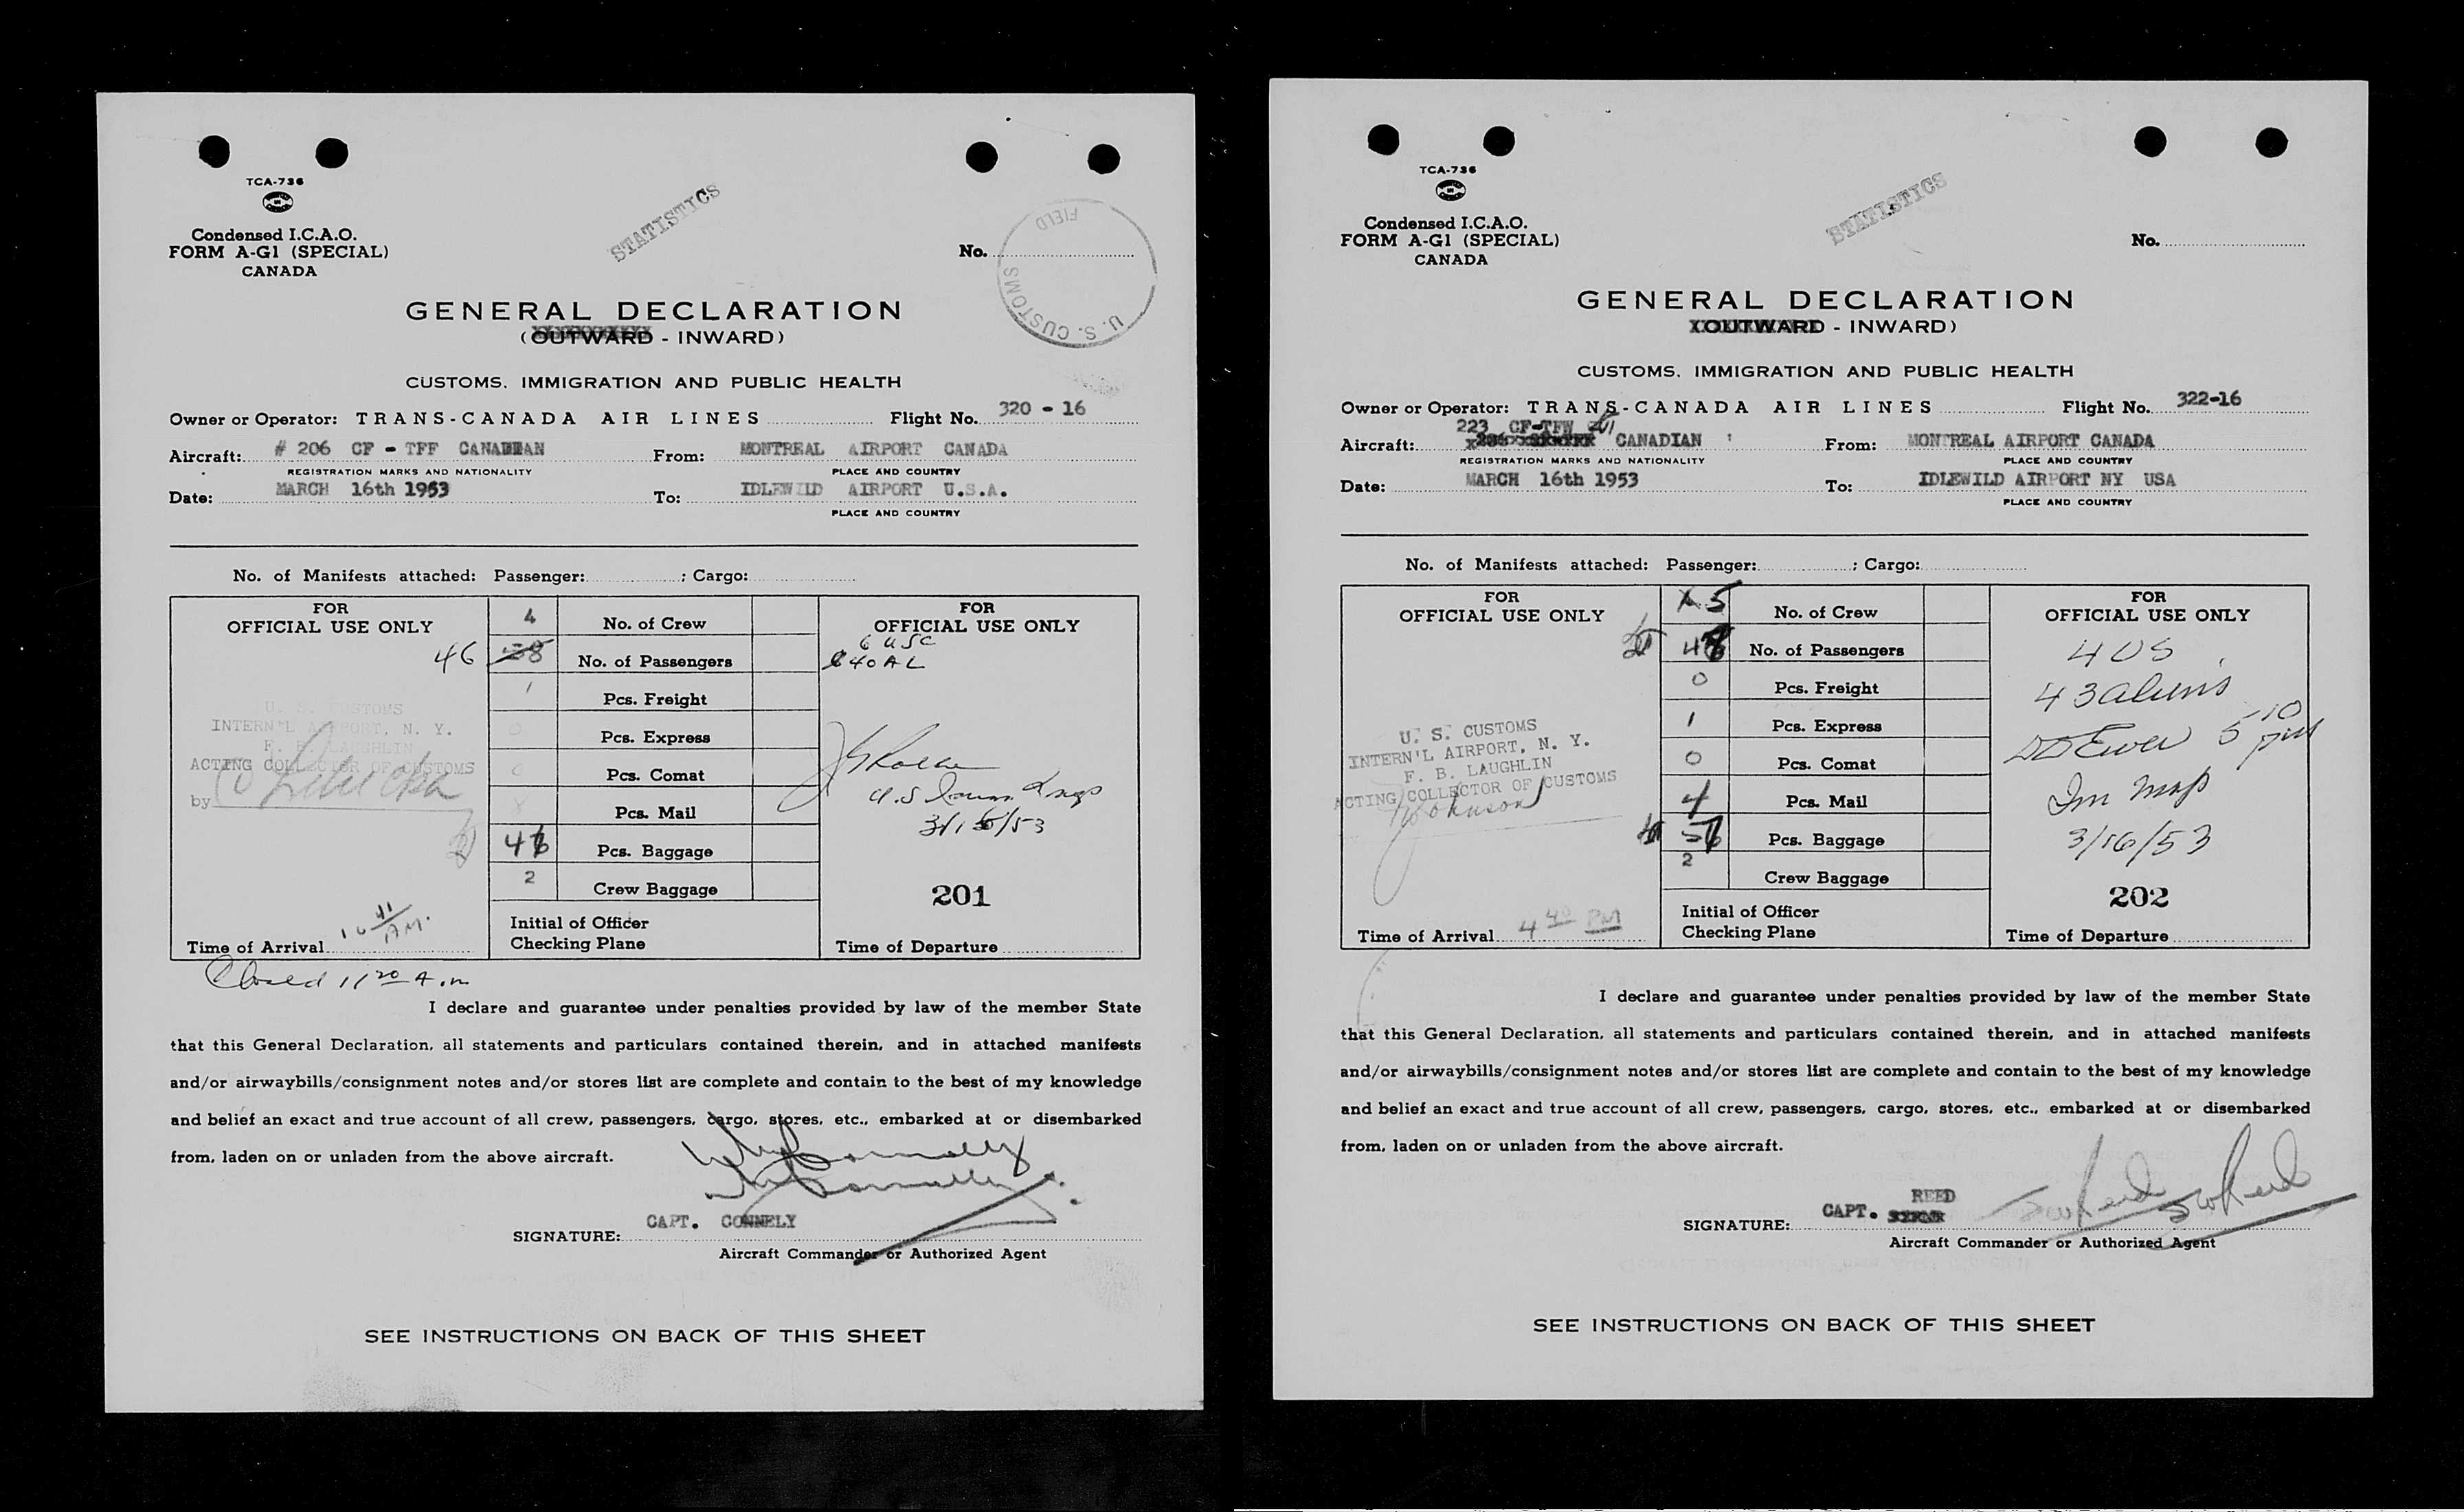 TCA-736
Condensed I.C.A.O.
FORM A-G1 (SPECIAL)
CANADA
STATISTICS
No.
U. S. CUSTOMS
FIELD
GENERAL DECLARATION
(OUTWARD - INWARD)
CUSTOMS, IMMIGRATION AND PUBLIC HEALTH
Owner or Operator: TRANS-CANADA AIR LINES Flight No. 320 - 16
Aircraft: # 206 CF - TFF CANADIAN From: MONTREAL AIRPORT CANADA
REGISTRATION MARKS AND NATIONALITY PLACE AND COUNTRY
Date: MARCH 16th 1953 To: IDLEWILD AIRPORT U.S.A.
PLACE AND COUNTRY
No. of Manifests attached: Passenger: ; Cargo:
FOR
OFFICIAL USE ONLY
4 No. of Crew
46 38 No. of Passengers
1 Pcs. Freight
0 Pcs. Express
0 Pcs. Comat
Pcs. Mail
Pcs. Baggage
2 Crew Baggage
Initial of Officer
Checking Plane
U. S. CUSTOMS
INTERN'L AIRPORT, N. Y.
F. B. LAUGHLIN
ACTING COLLECTOR OF CUSTOMS
by
Time of Arrival 10 41 AM.
FOR
OFFICIAL USE ONLY
6 USC
40 AL
U.S. Imm
3/16/53
201
Time of Departure
Closed 11 20 A.m
I declare and guarantee under penalties provided by law of the member State
that this General Declaration, all statements and particulars contained therein, and in attached manifests
and/or airwaybills/consignment notes and/or stores list are complete and contain to the best of my knowledge
and belief an exact and true account of all crew, passengers, cargo, stores, etc., embarked at or disembarked
from, laden on or unladen from the above aircraft.
SIGNATURE: CAPT. CONNELY
Aircraft Commander or Authorized Agent
SEE INSTRUCTIONS ON BACK OF THIS SHEET
TCA-736
Condensed I.C.A.O.
FORM A-G1 (SPECIAL)
CANADA
STATISTICS
No.
GENERAL DECLARATION
(OUTWARD - INWARD)
CUSTOMS, IMMIGRATION AND PUBLIC HEALTH
Owner or Operator: TRANS-CANADA AIR LINES Flight No. 322-16
223 CF-TFW
Aircraft: CANADIAN From: MONTREAL AIRPORT CANADA
REGISTRATION MARKS AND NATIONALITY PLACE AND COUNTRY
Date: MARCH 16th 1953 To: IDLEWILD AIRPORT NY USA
PLACE AND COUNTRY
No. of Manifests attached: Passenger: ; Cargo:
FOR
OFFICIAL USE ONLY
5 No. of Crew
No. of Passengers
0 Pcs. Freight
1 Pcs. Express
0 Pcs. Comat
4 Pcs. Mail
Pcs. Baggage
2 Crew Baggage
Initial of Officer
Checking Plane
U. S. CUSTOMS
INTERN'L AIRPORT, N. Y.
F. B. LAUGHLIN
ACTING COLLECTOR OF CUSTOMS
Johnson
Time of Arrival 4 40 PM
FOR
OFFICIAL USE ONLY
4 US
43 aliens
5 10 pm
Imm Insp
3/16/53
202
Time of Departure
I declare and guarantee under penalties provided by law of the member State
that this General Declaration, all statements and particulars contained therein, and in attached manifests
and/or airwaybills/consignment notes and/or stores list are complete and contain to the best of my knowledge
and belief an exact and true account of all crew, passengers, cargo, stores, etc., embarked at or disembarked
from, laden on or unladen from the above aircraft.
REED
SIGNATURE: CAPT.
Aircraft Commander or Authorized Agent
SEE INSTRUCTIONS ON BACK OF THIS SHEET